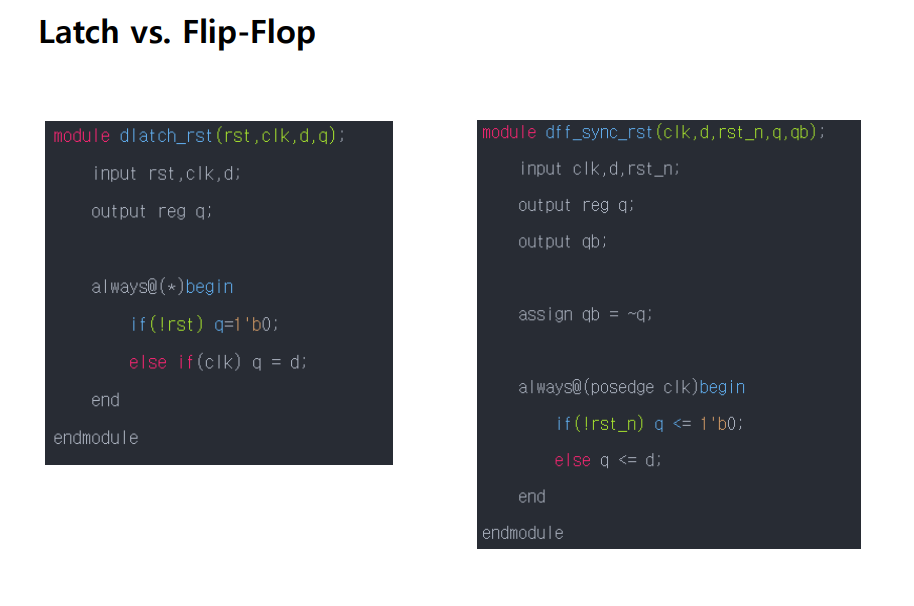 Latch vs. Flip-Flop
module dlatch_rst(rst,clk,d,q);
input rst,clk,d;
output reg q;
always@(*)begin
if(!rst) q=1'b0;
else if(clk) q = d;
end
endmodule
module dff_sync_rst(clk,d,rst_n,q,qb);
input clk,d,rst_n;
output reg q;
output qb;
assign qb = ~q;
always@(posedge clk)begin
if(!rst_n) q <= 1'b0;
else q <= d;
end
endmodule